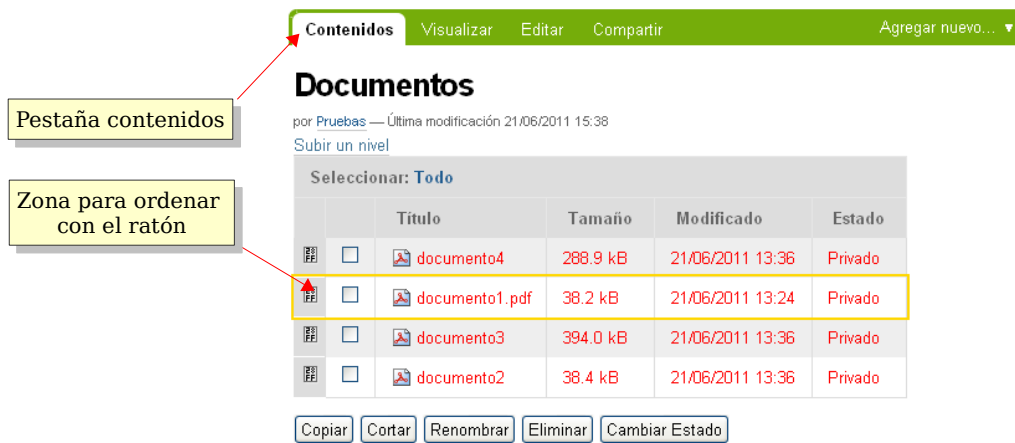 Contenidos Visualizar Editar Compartir Agregar nuevo... ▼
Documentos
Pestaña contenidos
por Pruebas — Última modificación 21/06/2011 15:38
Subir un nivel
Seleccionar: Todo
Zona para ordenar
con el ratón
Título Tamaño Modificado Estado
documento4 288.9 kB 21/06/2011 13:36 Privado
documento1.pdf 38.2 kB 21/06/2011 13:24 Privado
documento3 394.0 kB 21/06/2011 13:36 Privado
documento2 38.4 kB 21/06/2011 13:36 Privado
Copiar Cortar Renombrar Eliminar Cambiar Estado